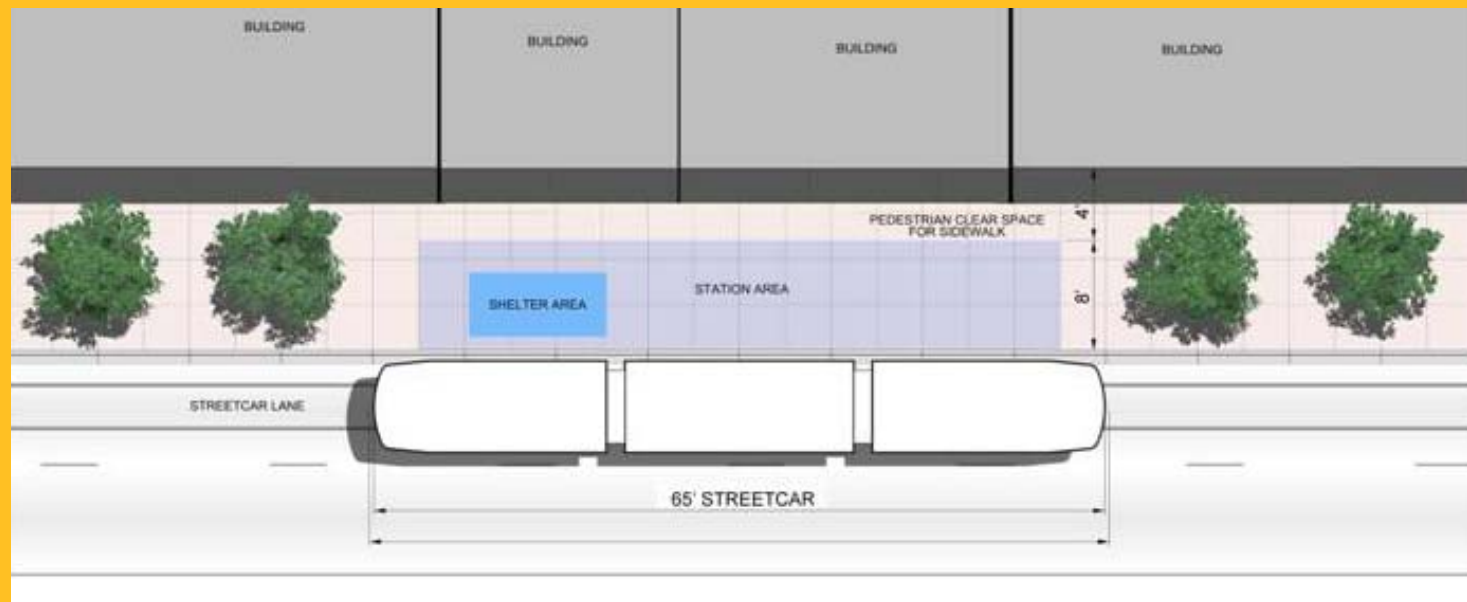 BUILDING
BUILDING
BUILDING
BUILDING
4'
PEDESTRIAN CLEAR SPACE
FOR SIDEWALK
STATION AREA
SHELTER AREA
8'
STREETCAR LANE
65' STREETCAR